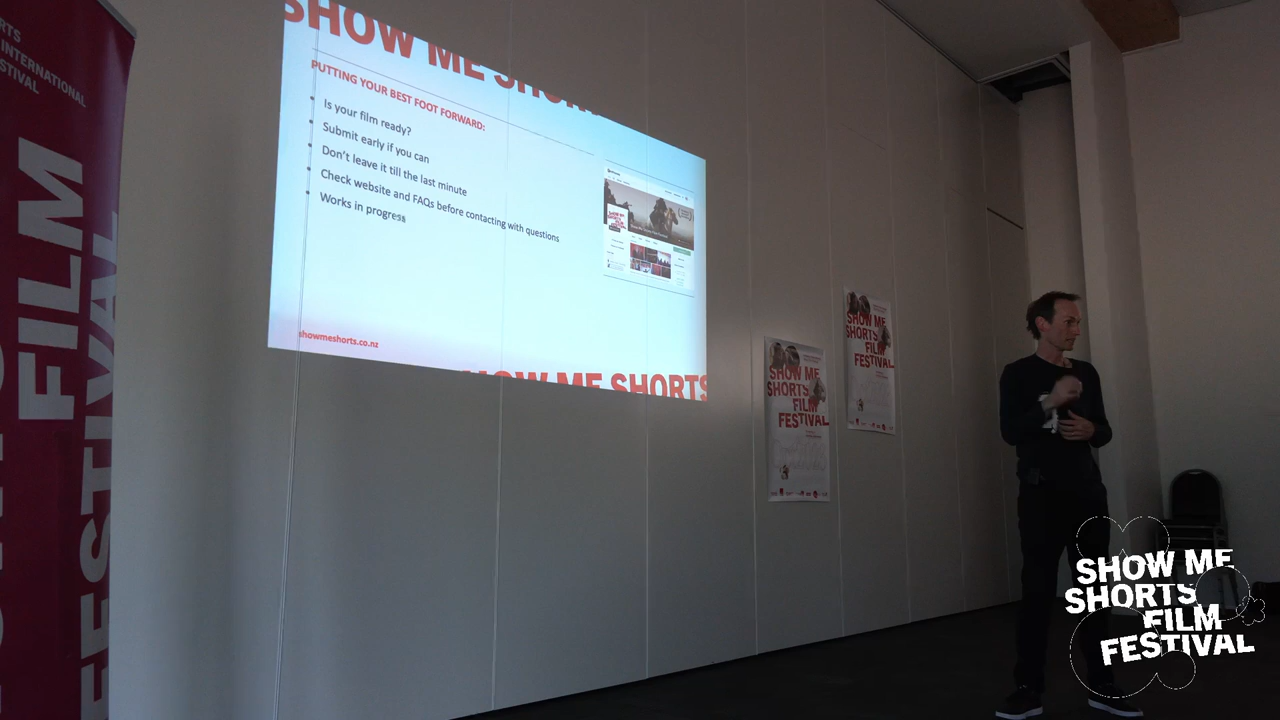 RTS
INTERNATIONAL
STIVAL
FILM
FESTIVAL
SHOW ME SHORTS
PUTTING YOUR BEST FOOT FORWARD:
Is your film ready?
Submit early if you can
Don't leave it till the last minute
Check website and FAQs before contacting with questions
Works in progress
showmeshorts.co.nz
SHOW ME SHORTS
SHOW ME
SHORTS
FILM
FESTIVAL
SHOW ME
SHORTS
FILM
FESTIVAL
SHOW ME
SHORTS
FILM
FESTIVAL